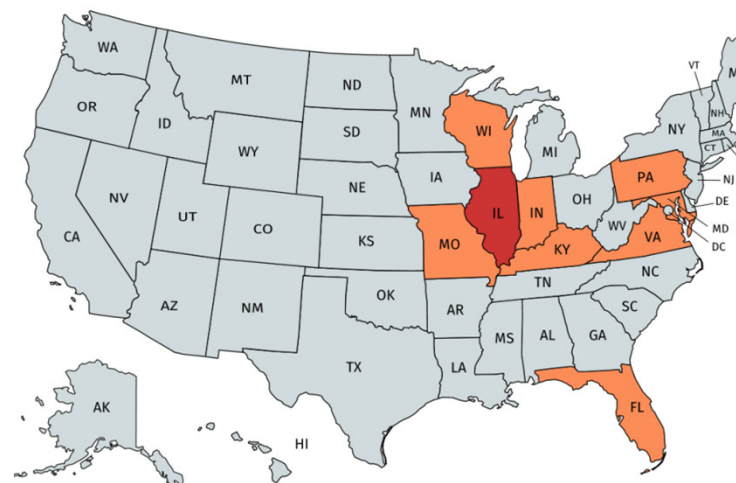 WA
MT
ND
MN
VT
M
OR
ID
WY
SD
WI
MI
NY
NH
MA
CT
NV
UT
CO
NE
IA
IL
IN
OH
PA
NJ
DE
MD
DC
CA
KS
MO
KY
WV
VA
AZ
NM
OK
AR
TN
NC
SC
TX
LA
MS
AL
GA
FL
AK
HI